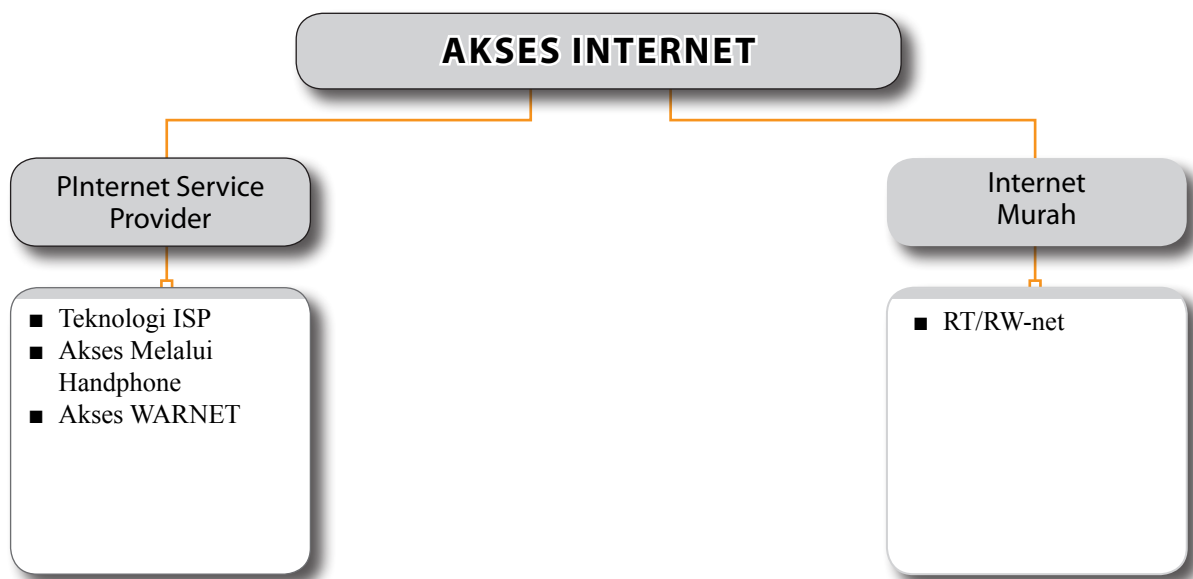 AKSES INTERNET
PInternet Service
Provider
■ Teknologi ISP
■ Akses Melalui
Handphone
■ Akses WARNET
Internet
Murah
■ RT/RW-net